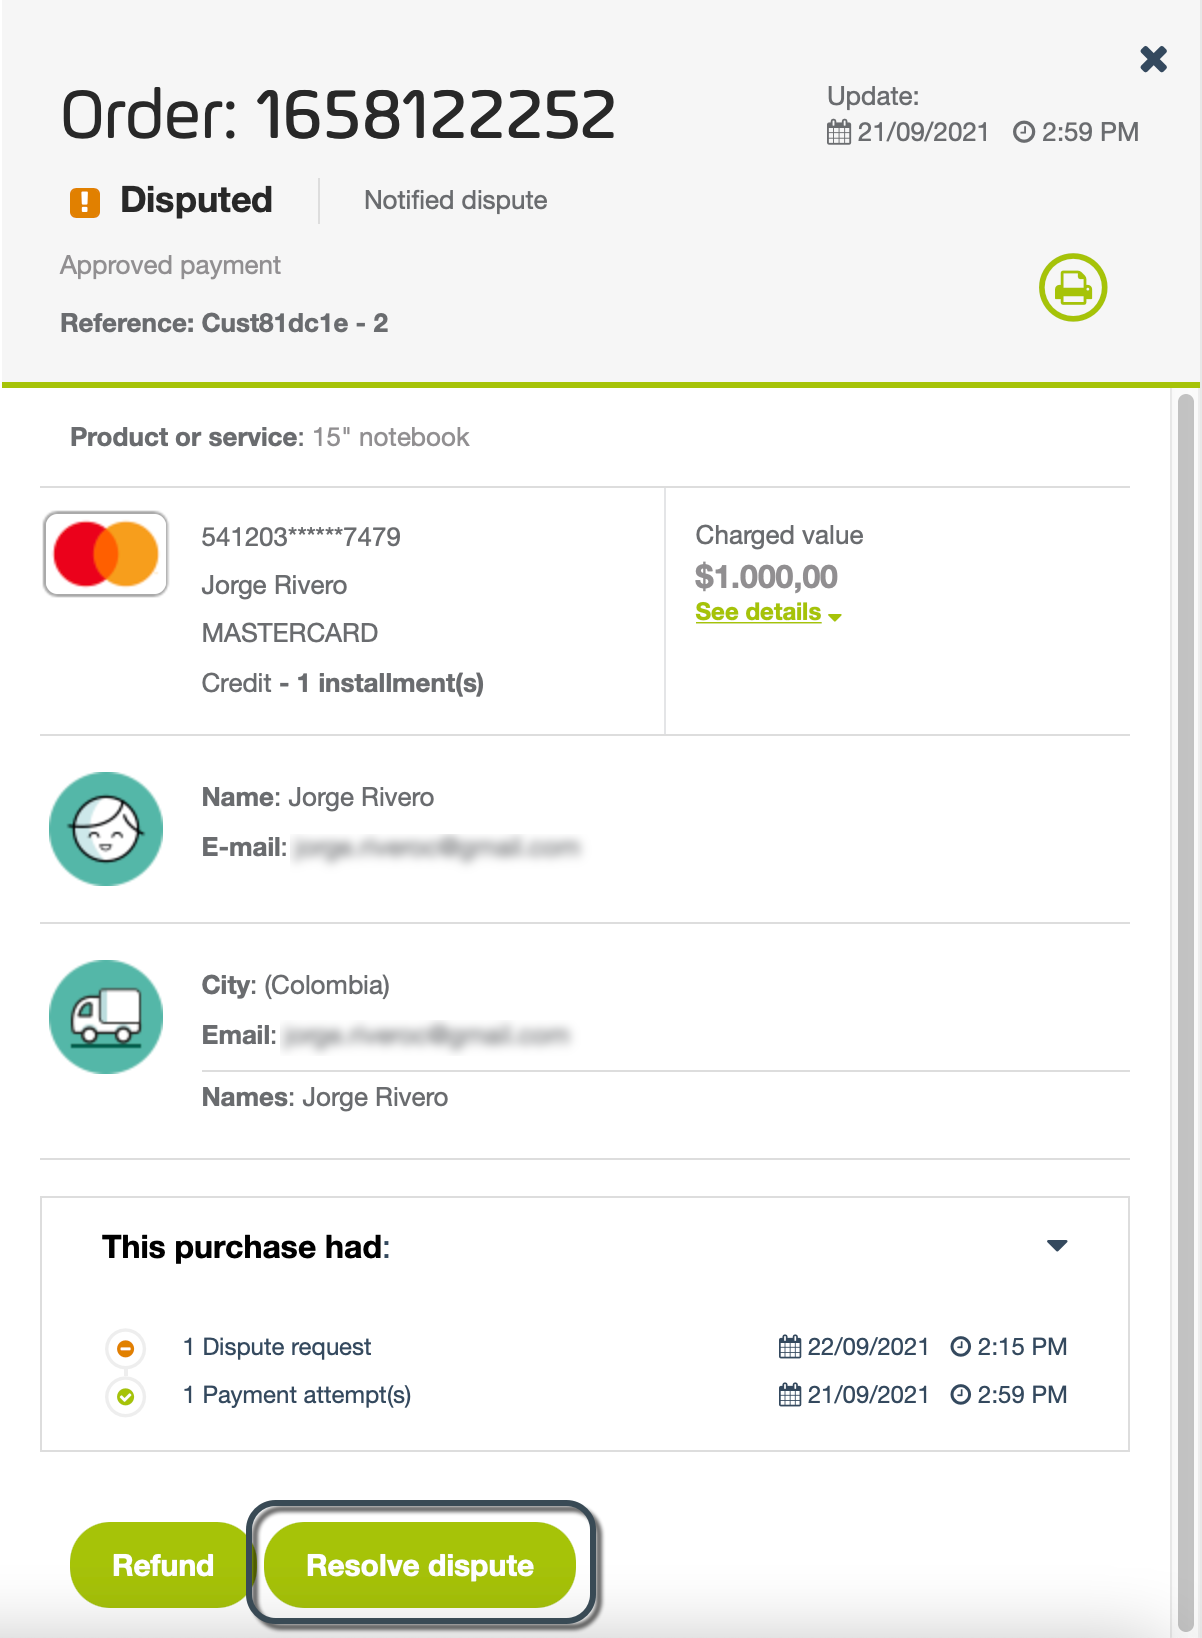 Order: 1658122252
Update:
21/09/2021 2:59 PM
Disputed
Notified dispute
Approved payment
Reference: Cust81dc1e - 2
Product or service: 15" notebook
541203******7479
Jorge Rivero
MASTERCARD
Credit - 1 installment(s)
Charged value
$1.000,00
See details
Name: Jorge Rivero
E-mail:
City: (Colombia)
Email:
Names: Jorge Rivero
This purchase had:
1 Dispute request 22/09/2021 2:15 PM
1 Payment attempt(s) 21/09/2021 2:59 PM
Refund
Resolve dispute